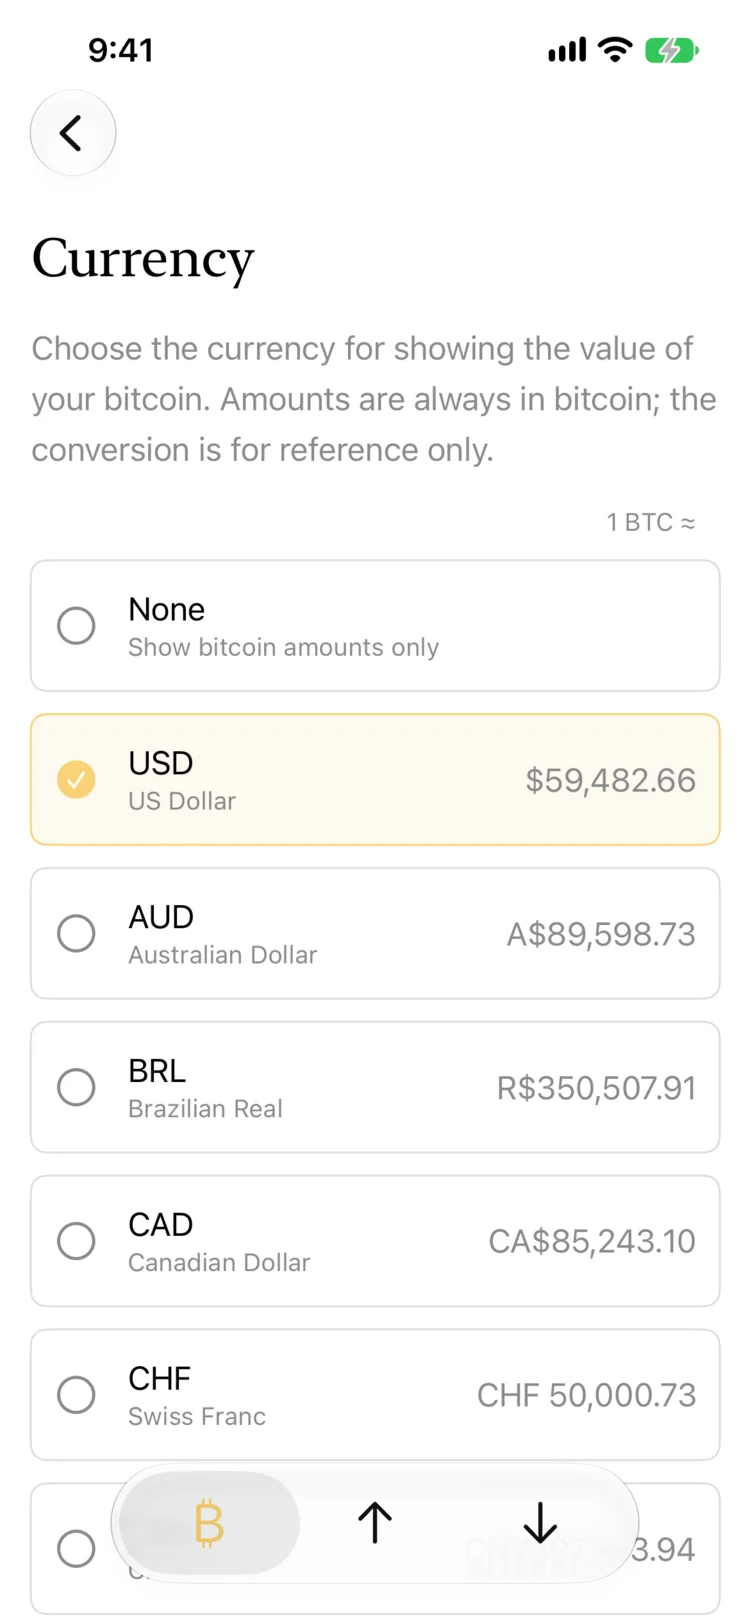 9:41
Currency
Choose the currency for showing the value of
your bitcoin. Amounts are always in bitcoin; the
conversion is for reference only.
1 BTC ≈
None
Show bitcoin amounts only
USD
US Dollar
$59,482.66
AUD
Australian Dollar
A$89,598.73
BRL
Brazilian Real
R$350,507.91
CAD
Canadian Dollar
CA$85,243.10
CHF
Swiss Franc
CHF 50,000.73
3.94